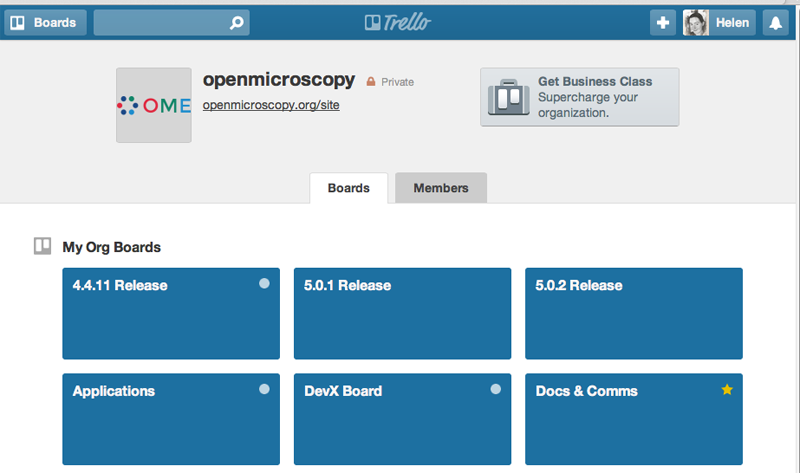 Boards
Trello
Helen
openmicroscopy
Private
openmicroscopy.org/site
OME
Get Business Class
Supercharge your
organization.
Boards
Members
My Org Boards
4.4.11 Release
5.0.1 Release
5.0.2 Release
Applications
DevX Board
Docs & Comms